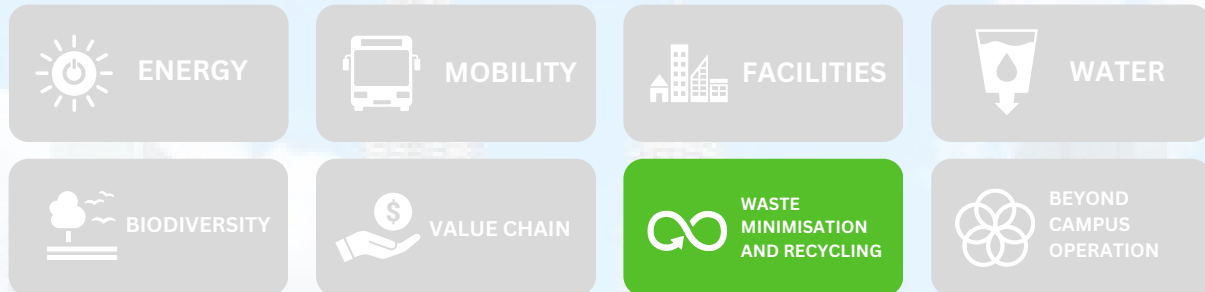 ENERGY
MOBILITY
FACILITIES
WATER
BIODIVERSITY
$
VALUE CHAIN
WASTE
MINIMISATION
AND RECYCLING
BEYOND
CAMPUS
OPERATION